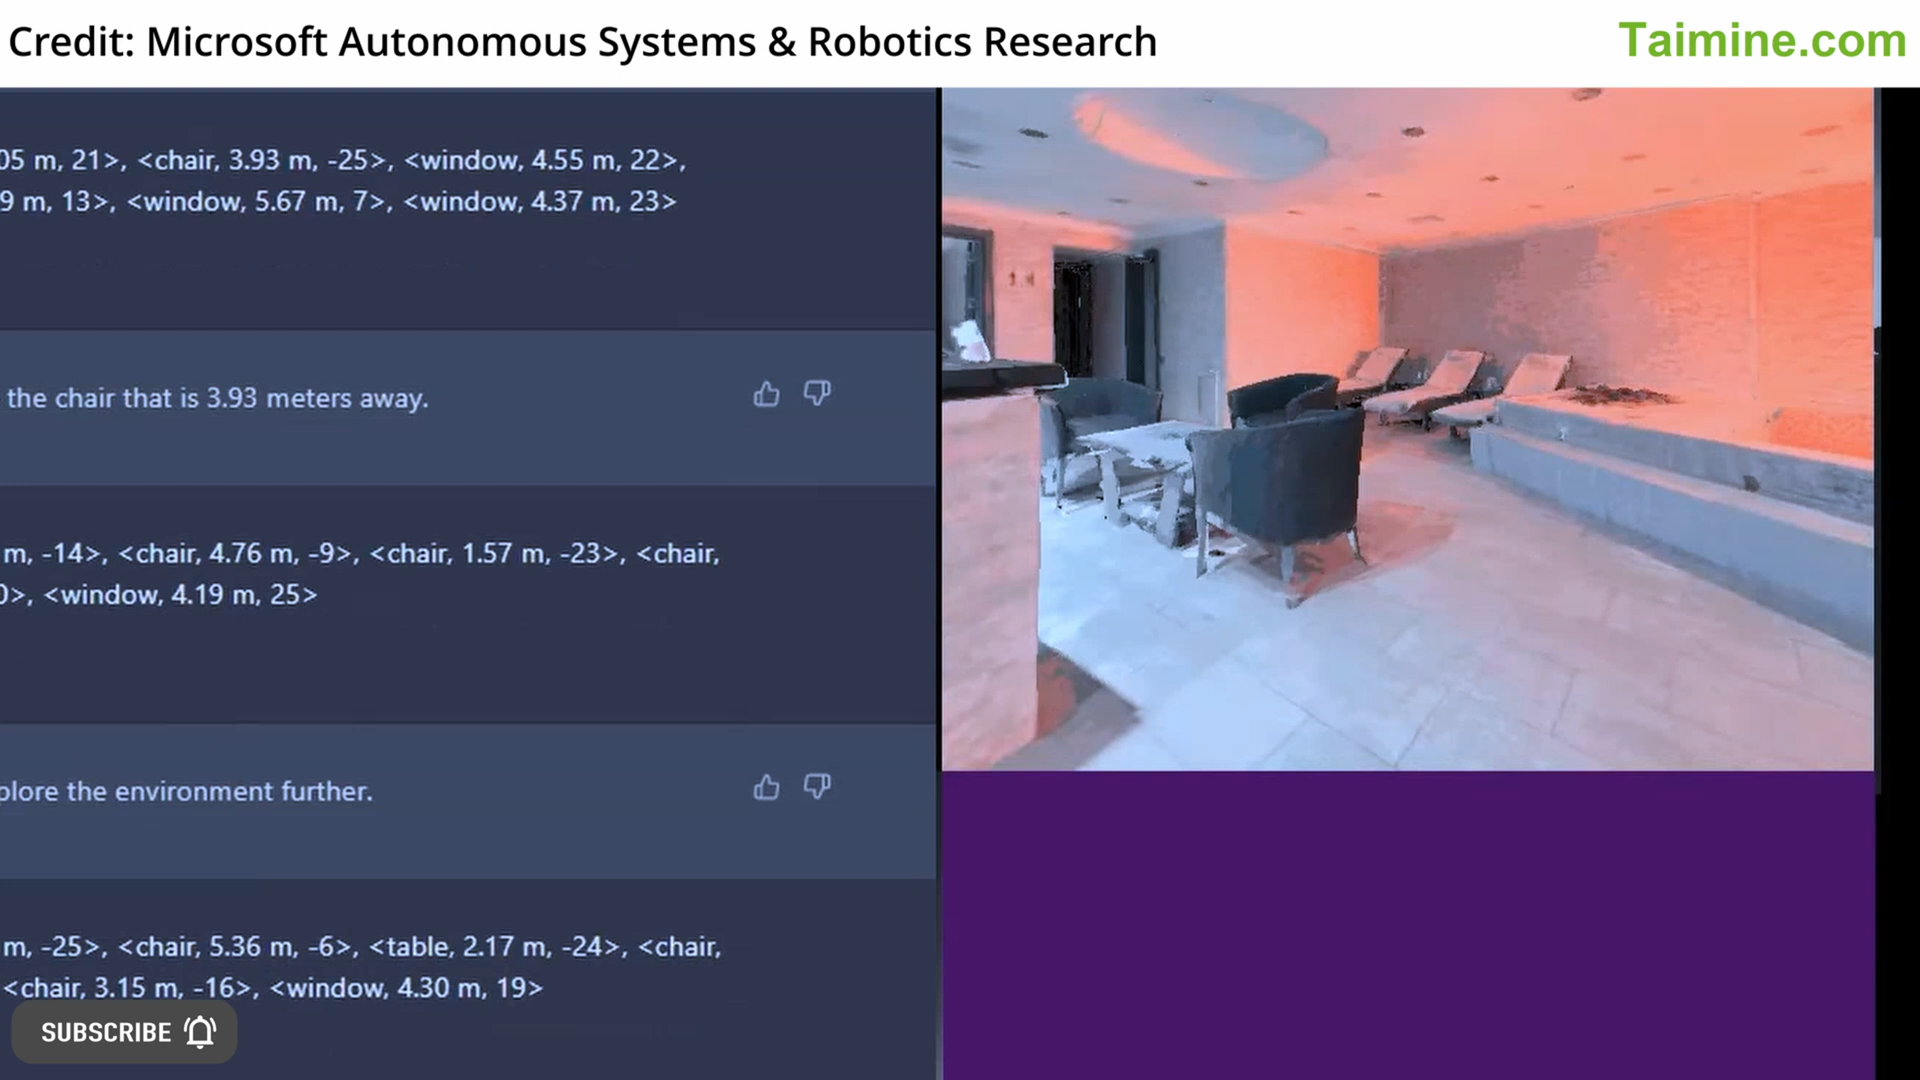 Credit: Microsoft Autonomous Systems & Robotics Research
Taimine.com
05 m, 21>, <chair, 3.93 m, -25>, <window, 4.55 m, 22>,
9 m, 13>, <window, 5.67 m, 7>, <window, 4.37 m, 23>
the chair that is 3.93 meters away.
m, -14>, <chair, 4.76 m, -9>, <chair, 1.57 m, -23>, <chair,
0>, <window, 4.19 m, 25>
plore the environment further.
m, -25>, <chair, 5.36 m, -6>, <table, 2.17 m, -24>, <chair,
<chair, 3.15 m, -16>, <window, 4.30 m, 19>
SUBSCRIBE